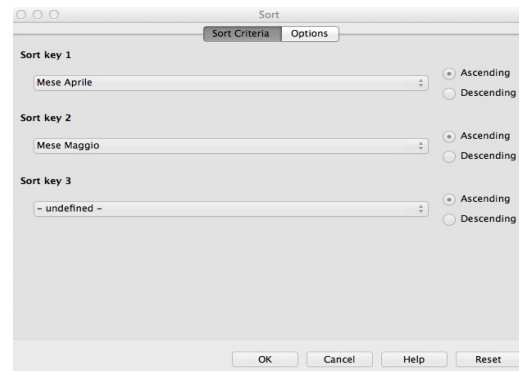 Sort
Sort Criteria Options
Sort key 1
Mese Aprile
Ascending
Descending
Sort key 2
Mese Maggio
Ascending
Descending
Sort key 3
– undefined –
Ascending
Descending
OK Cancel Help Reset